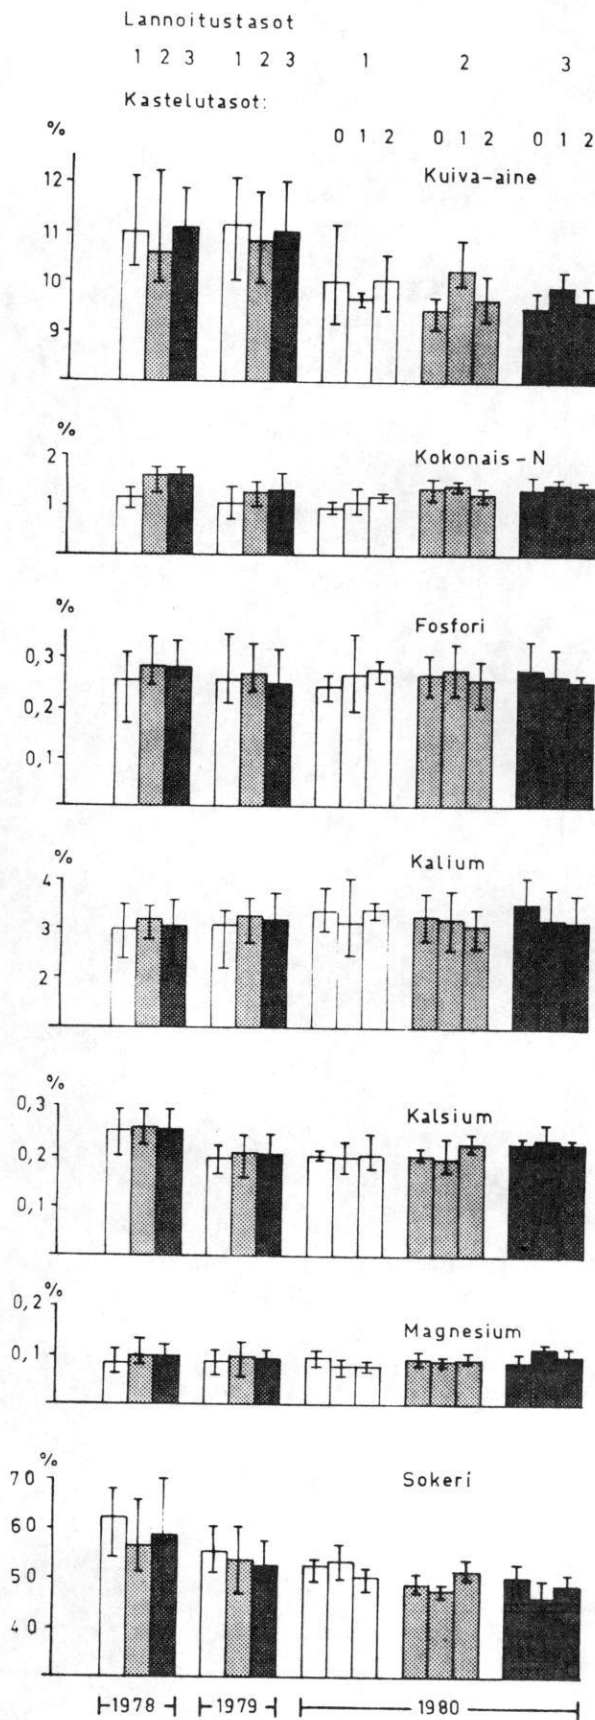 Lannoitustasot
1 2 3 1 2 3 1 2 3
Kastelutasot:
0 1 2 0 1 2 0 1 2
%
Kuiva-aine
12
11
10
9
%
Kokonais-N
2
1
%
Fosfori
0,3
0,2
0,1
%
Kalium
4
3
2
%
Kalsium
0,3
0,2
0,1
%
0,2
Magnesium
0,1
%
70
Sokeri
60
50
40
1978 1979 1980